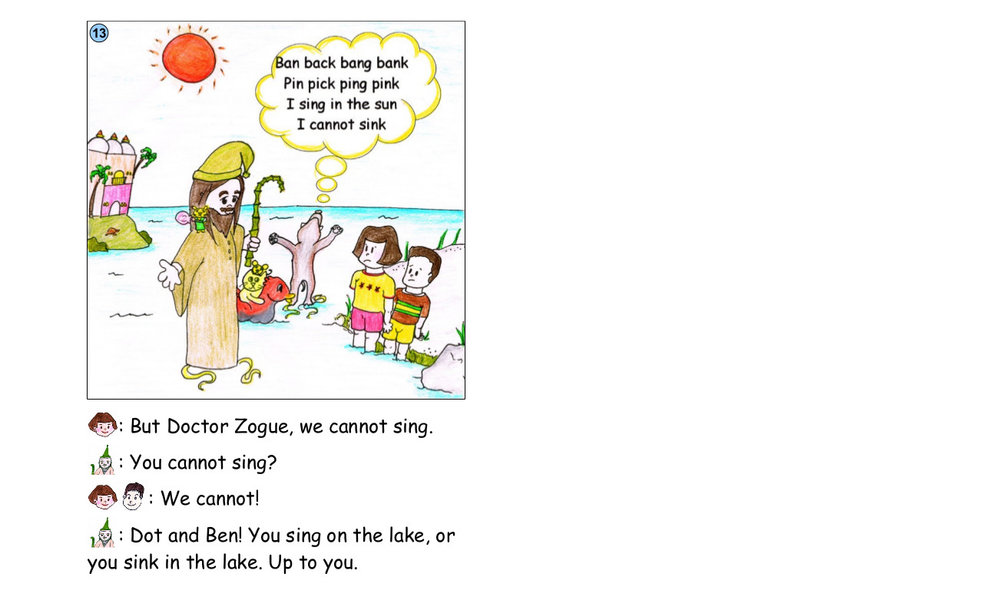 13
Ban back bang bank
Pin pick ping pink
I sing in the sun
I cannot sink
: But Doctor Zogue, we cannot sing.
: You cannot sing?
: We cannot!
: Dot and Ben! You sing on the lake, or
you sink in the lake. Up to you.